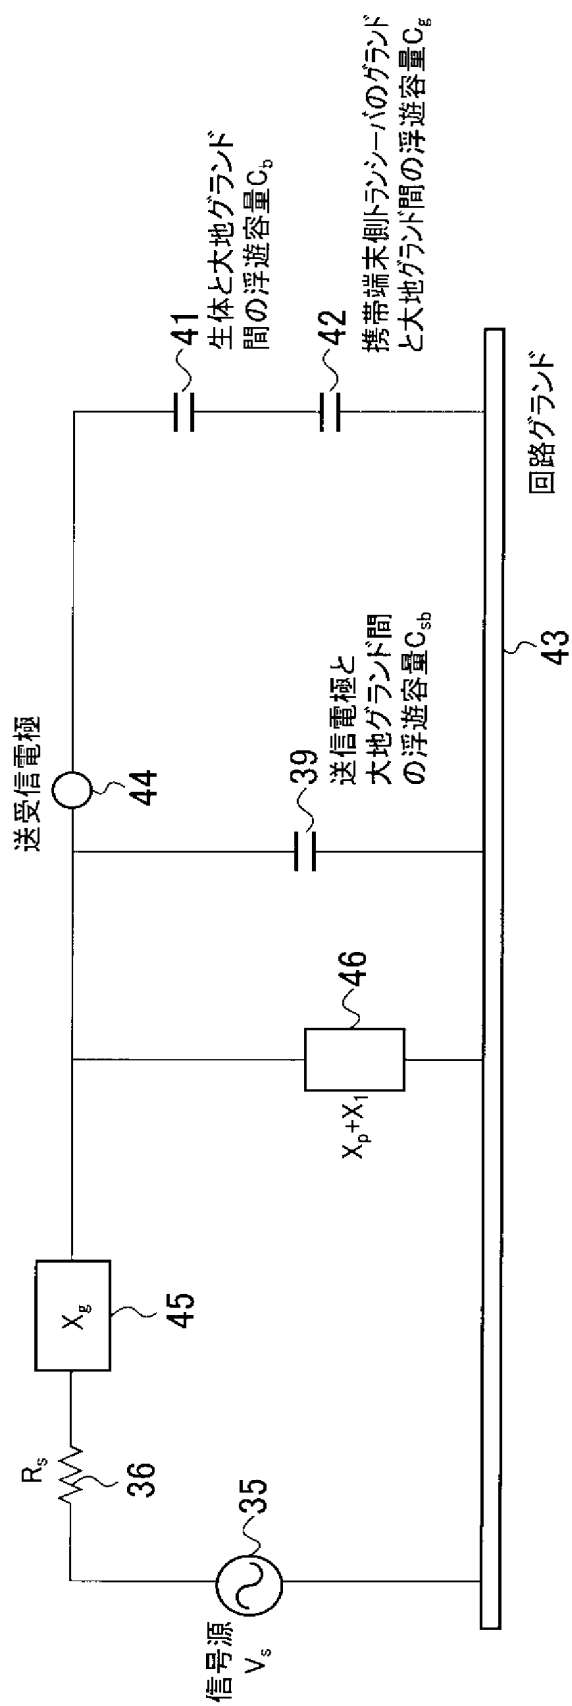 信号源
V_s
35
R_s
36
X_g
45
X_p+X_1
46
送受信電極
44
39
送信電極と
大地グランド間
の浮遊容量C_sb
41
生体と大地グランド
間の浮遊容量C_b
42
携帯端末側トランシーバのグランド
と大地グランド間の浮遊容量C_g
43
回路グランド